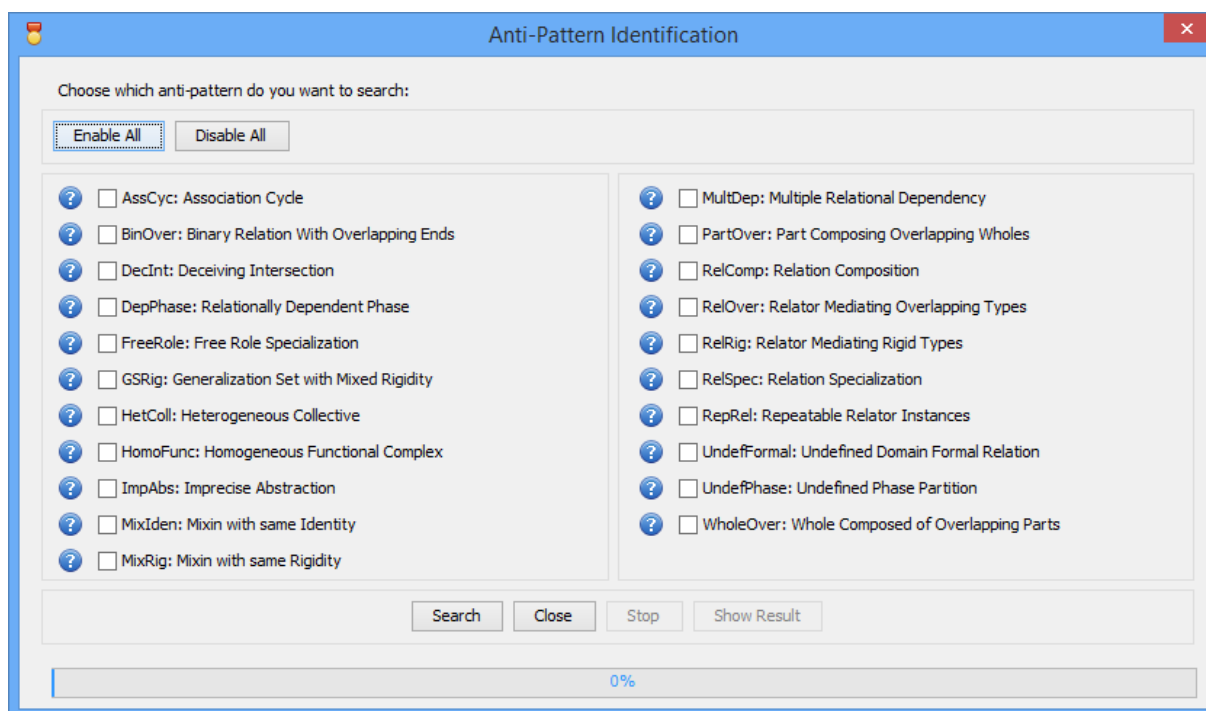 Anti-Pattern Identification
Choose which anti-pattern do you want to search:
Enable All Disable All
AssCyc: Association Cycle
BinOver: Binary Relation With Overlapping Ends
DecInt: Deceiving Intersection
DepPhase: Relationally Dependent Phase
FreeRole: Free Role Specialization
GSRig: Generalization Set with Mixed Rigidity
HetColl: Heterogeneous Collective
HomoFunc: Homogeneous Functional Complex
ImpAbs: Imprecise Abstraction
MixIden: Mixin with same Identity
MixRig: Mixin with same Rigidity
MultDep: Multiple Relational Dependency
PartOver: Part Composing Overlapping Wholes
RelComp: Relation Composition
RelOver: Relator Mediating Overlapping Types
RelRig: Relator Mediating Rigid Types
RelSpec: Relation Specialization
RepRel: Repeatable Relator Instances
UndefFormal: Undefined Domain Formal Relation
UndefPhase: Undefined Phase Partition
WholeOver: Whole Composed of Overlapping Parts
Search Close Stop Show Result
0%